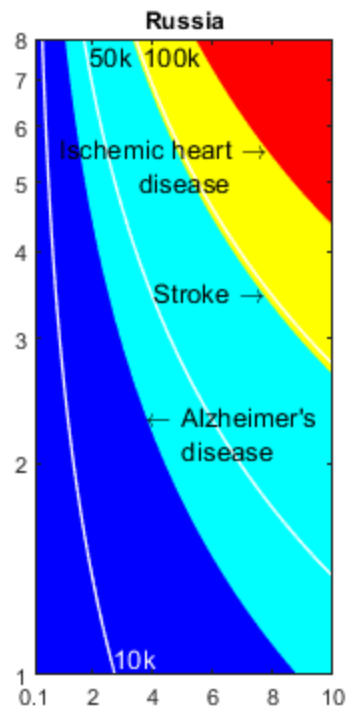 Russia
8
50k 100k
7
6
Ischemic heart →
5
disease
4
Stroke →
3
← Alzheimer's
disease
2
10k
1
0.1 2 4 6 8 10